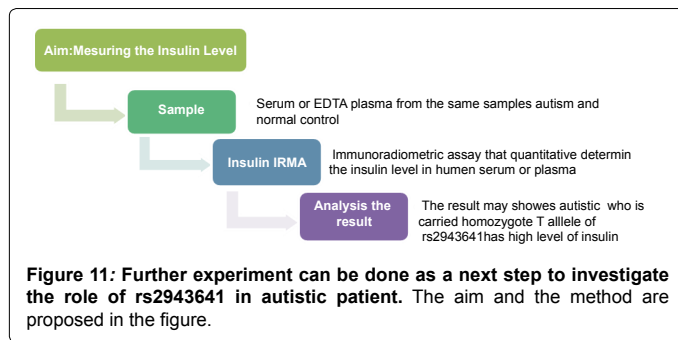 Aim:Mesuring the Insulin Level
Sample
Serum or EDTA plasma from the same samples autism and
normal control
Insulin IRMA
Immunoradiometric assay that quantitative determin
the insulin level in human serum or plasma
Analysis the
result
The result may showes autistic who is
carried homozygote T alllele of
rs2943641has high level of insulin
Figure 11: Further experiment can be done as a next step to investigate
the role of rs2943641 in autistic patient. The aim and the method are
proposed in the figure.